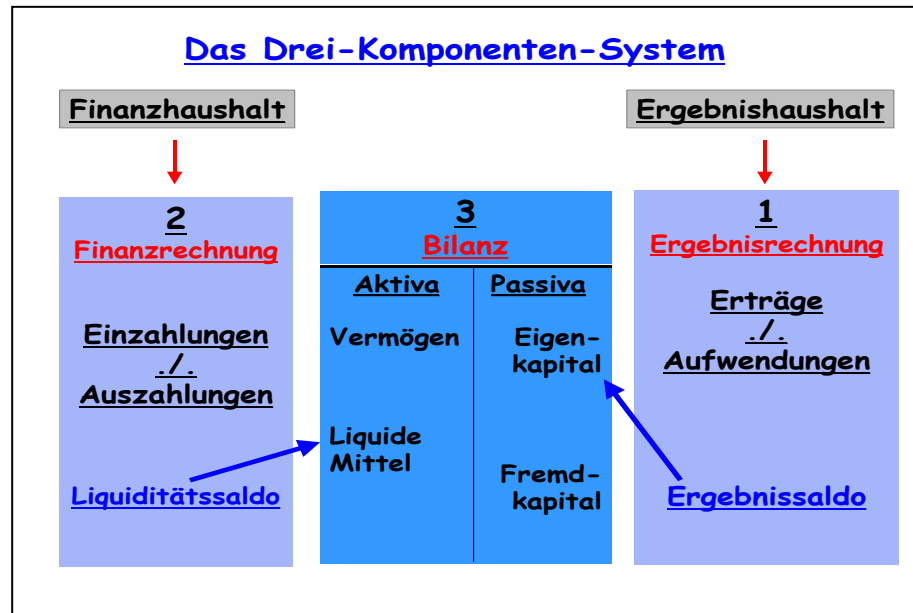 Das Drei-Komponenten-System
Finanzhaushalt
Ergebnishaushalt
2
Finanzrechnung
Einzahlungen
./.
Auszahlungen
Liquiditätssaldo
3
Bilanz
Aktiva
Passiva
Vermögen
Eigen-
kapital
Liquide
Mittel
Fremd-
kapital
1
Ergebnisrechnung
Erträge
./.
Aufwendungen
Ergebnissaldo